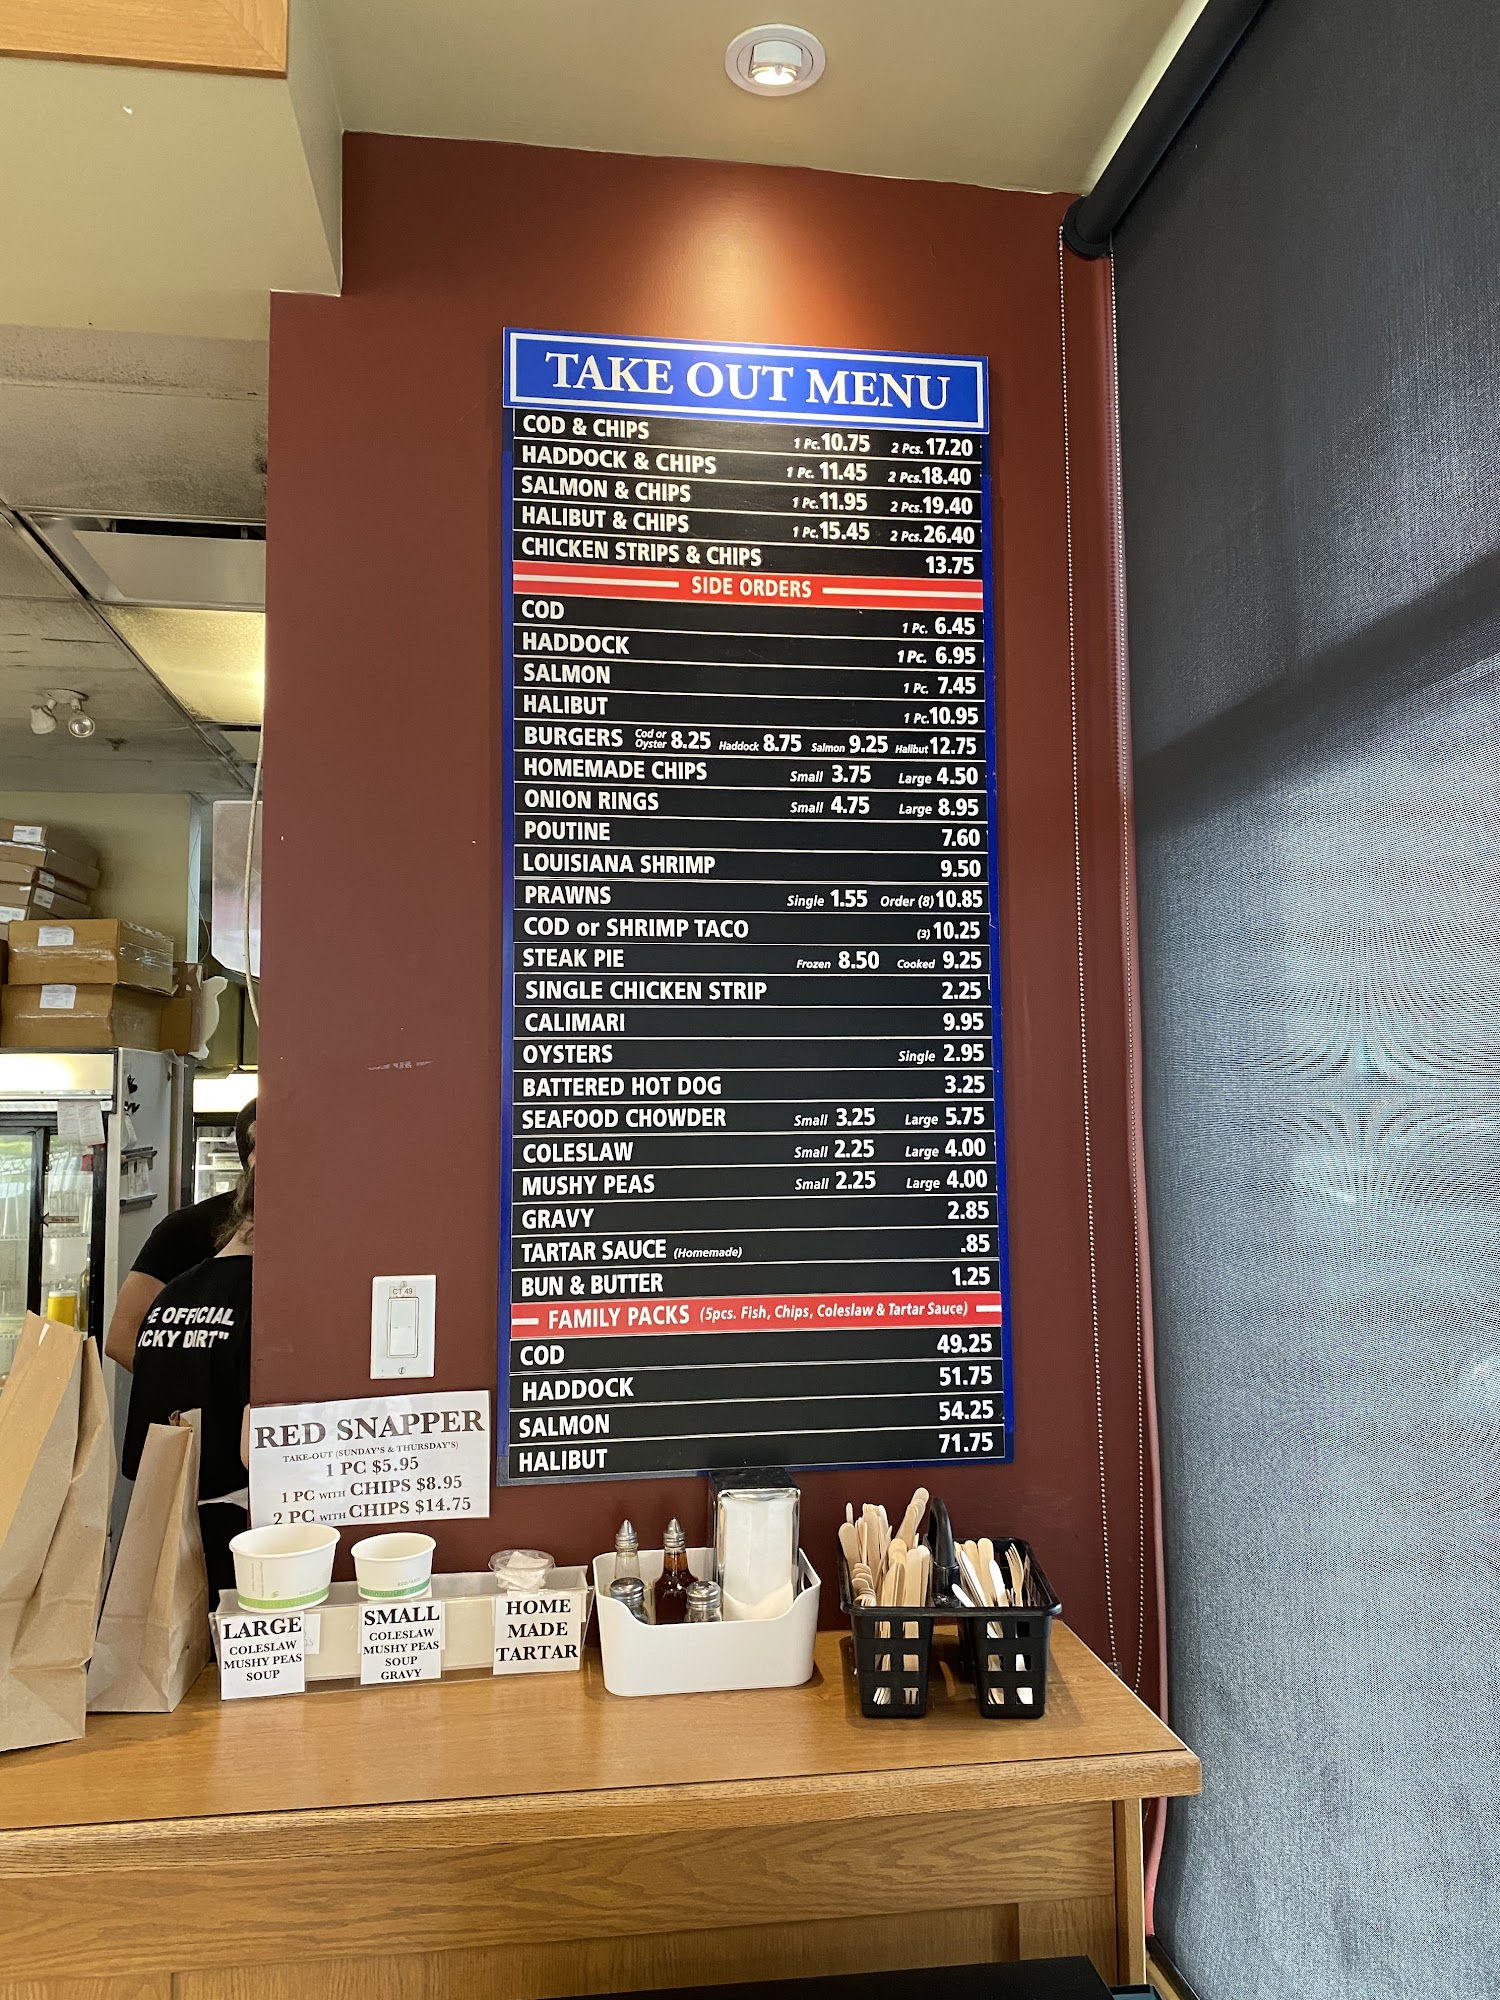 TAKE OUT MENU
COD & CHIPS 1 Pc. 10.75 2 Pcs. 17.20
HADDOCK & CHIPS 1 Pc. 11.45 2 Pcs. 18.40
SALMON & CHIPS 1 Pc. 11.95 2 Pcs. 19.40
HALIBUT & CHIPS 1 Pc. 15.45 2 Pcs. 26.40
CHICKEN STRIPS & CHIPS 13.75
SIDE ORDERS
COD 1 Pc. 6.45
HADDOCK 1 Pc. 6.95
SALMON 1 Pc. 7.45
HALIBUT 1 Pc. 10.95
BURGERS Cod or Oyster 8.25 Haddock 8.75 Salmon 9.25 Halibut 12.75
HOMEMADE CHIPS Small 3.75 Large 4.50
ONION RINGS Small 4.75 Large 8.95
POUTINE 7.60
LOUISIANA SHRIMP 9.50
PRAWNS Single 1.55 Order (8) 10.85
COD or SHRIMP TACO (3) 10.25
STEAK PIE Frozen 8.50 Cooked 9.25
SINGLE CHICKEN STRIP 2.25
CALIMARI 9.95
OYSTERS Single 2.95
BATTERED HOT DOG 3.25
SEAFOOD CHOWDER Small 3.25 Large 5.75
COLESLAW Small 2.25 Large 4.00
MUSHY PEAS Small 2.25 Large 4.00
GRAVY 2.85
TARTAR SAUCE (Homemade) .85
BUN & BUTTER 1.25
FAMILY PACKS (5pcs. Fish, Chips, Coleslaw & Tartar Sauce)
COD 49.25
HADDOCK 51.75
SALMON 54.25
HALIBUT 71.75
CT 49
E OFFICIAL
ICKY DIRT"
RED SNAPPER
TAKE-OUT (SUNDAY'S & THURSDAY'S)
1 PC $5.95
1 PC WITH CHIPS $8.95
2 PC WITH CHIPS $14.75
LARGE
COLESLAW
MUSHY PEAS
SOUP
SMALL
COLESLAW
MUSHY PEAS
SOUP
GRAVY
HOME
MADE
TARTAR